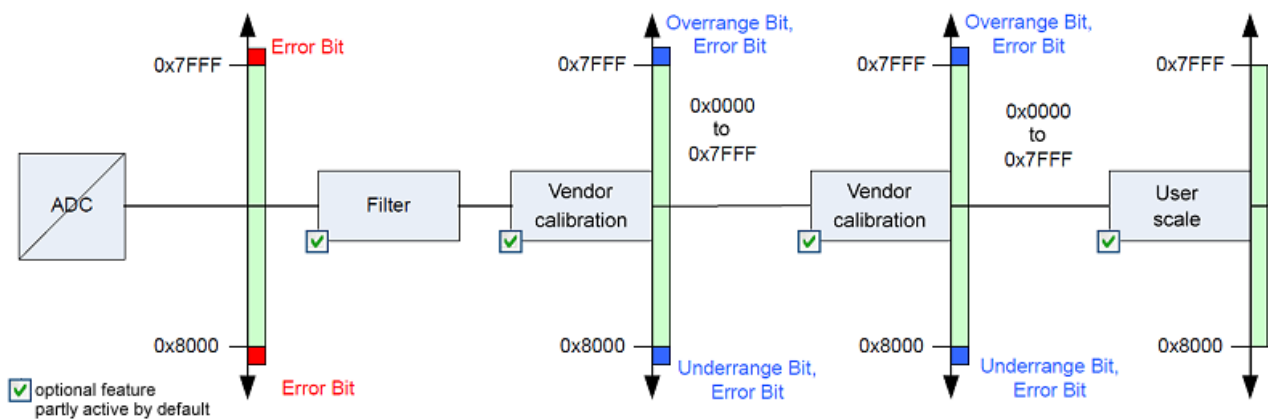 Error Bit
0x7FFF
ADC
0x8000
Error Bit
Filter
Vendor
calibration
Overrange Bit,
Error Bit
0x7FFF
0x0000
to
0x7FFF
0x8000
Underrange Bit,
Error Bit
Vendor
calibration
Overrange Bit,
Error Bit
0x7FFF
0x0000
to
0x7FFF
0x8000
Underrange Bit,
Error Bit
User
scale
0x7FFF
0x8000
optional feature
partly active by default